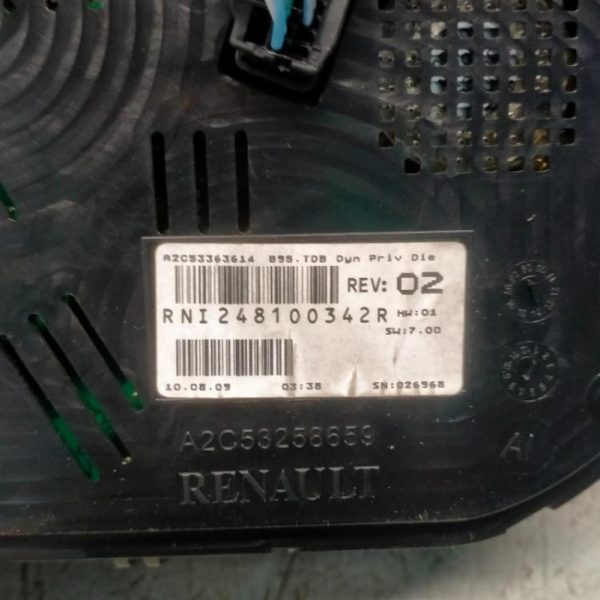 A2C53363614 B95.TDB Dyn Priv Die
REV: 02
RNI248100342R HW:01
SW:7.00
10.08.09 03:38 SN:026968
A2C53258659
AI
RENAULT